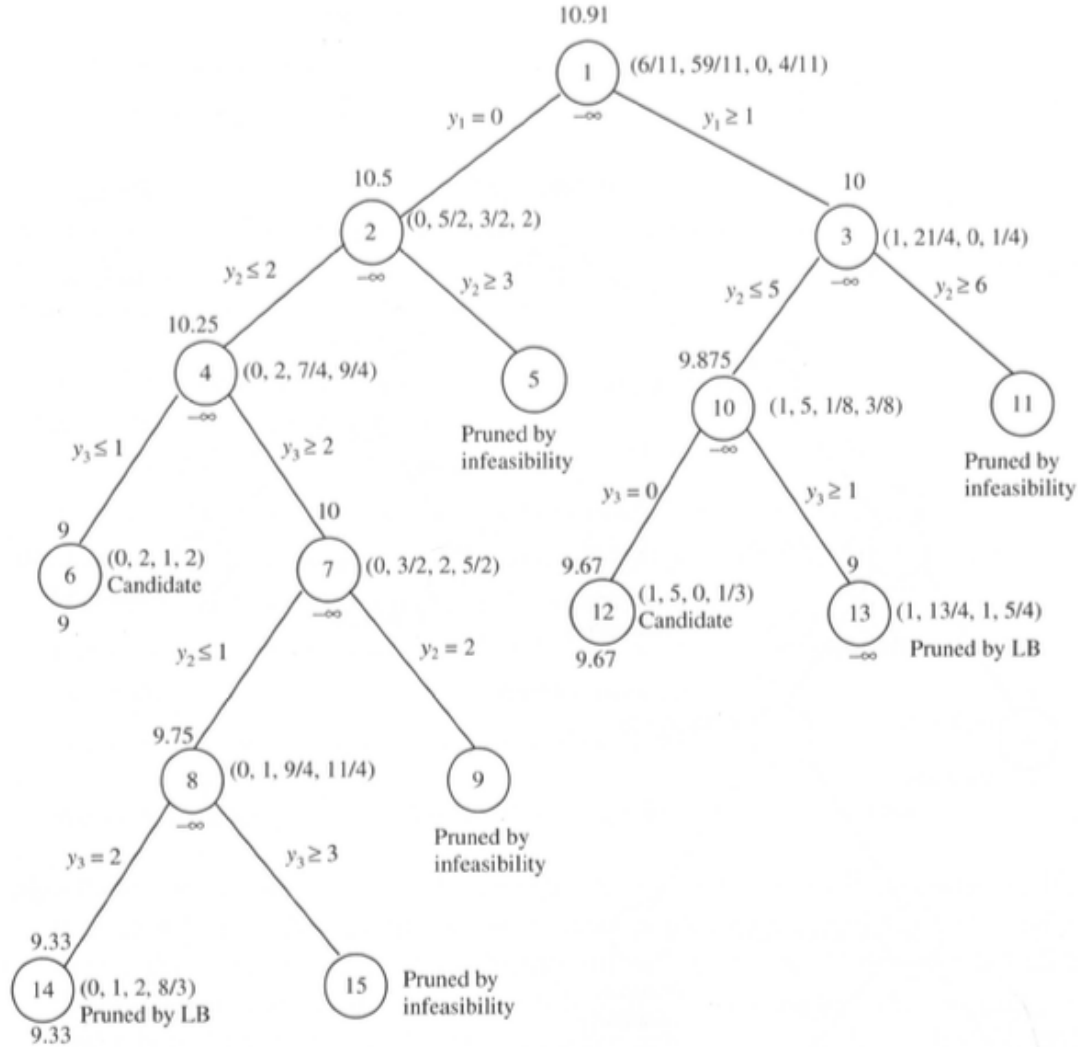 10.91
1
(6/11, 59/11, 0, 4/11)
−∞
y₁ = 0
y₁ ≥ 1
10.5
2
(0, 5/2, 3/2, 2)
−∞
10
3
(1, 21/4, 0, 1/4)
−∞
y₂ ≤ 2
y₂ ≥ 3
y₂ ≤ 5
y₂ ≥ 6
10.25
4
(0, 2, 7/4, 9/4)
−∞
5
Pruned by
infeasibility
9.875
10
(1, 5, 1/8, 3/8)
−∞
11
Pruned by
infeasibility
y₃ ≤ 1
y₃ ≥ 2
y₃ = 0
y₃ ≥ 1
9
6
(0, 2, 1, 2)
Candidate
9
10
7
(0, 3/2, 2, 5/2)
−∞
9.67
12
(1, 5, 0, 1/3)
Candidate
9.67
9
13
(1, 13/4, 1, 5/4)
−∞
Pruned by LB
y₂ ≤ 1
y₂ = 2
9.75
8
(0, 1, 9/4, 11/4)
−∞
9
Pruned by
infeasibility
y₃ = 2
y₃ ≥ 3
9.33
14
(0, 1, 2, 8/3)
Pruned by LB
9.33
15
Pruned by
infeasibility